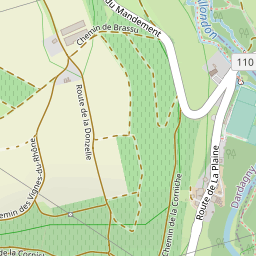 du Mandement
Chemin de Brassu
110
Route de la Donzelle
Chemin des Vignes-du-Rhône
Route de La Plaine
Chemin de la Corniche
Dardagny